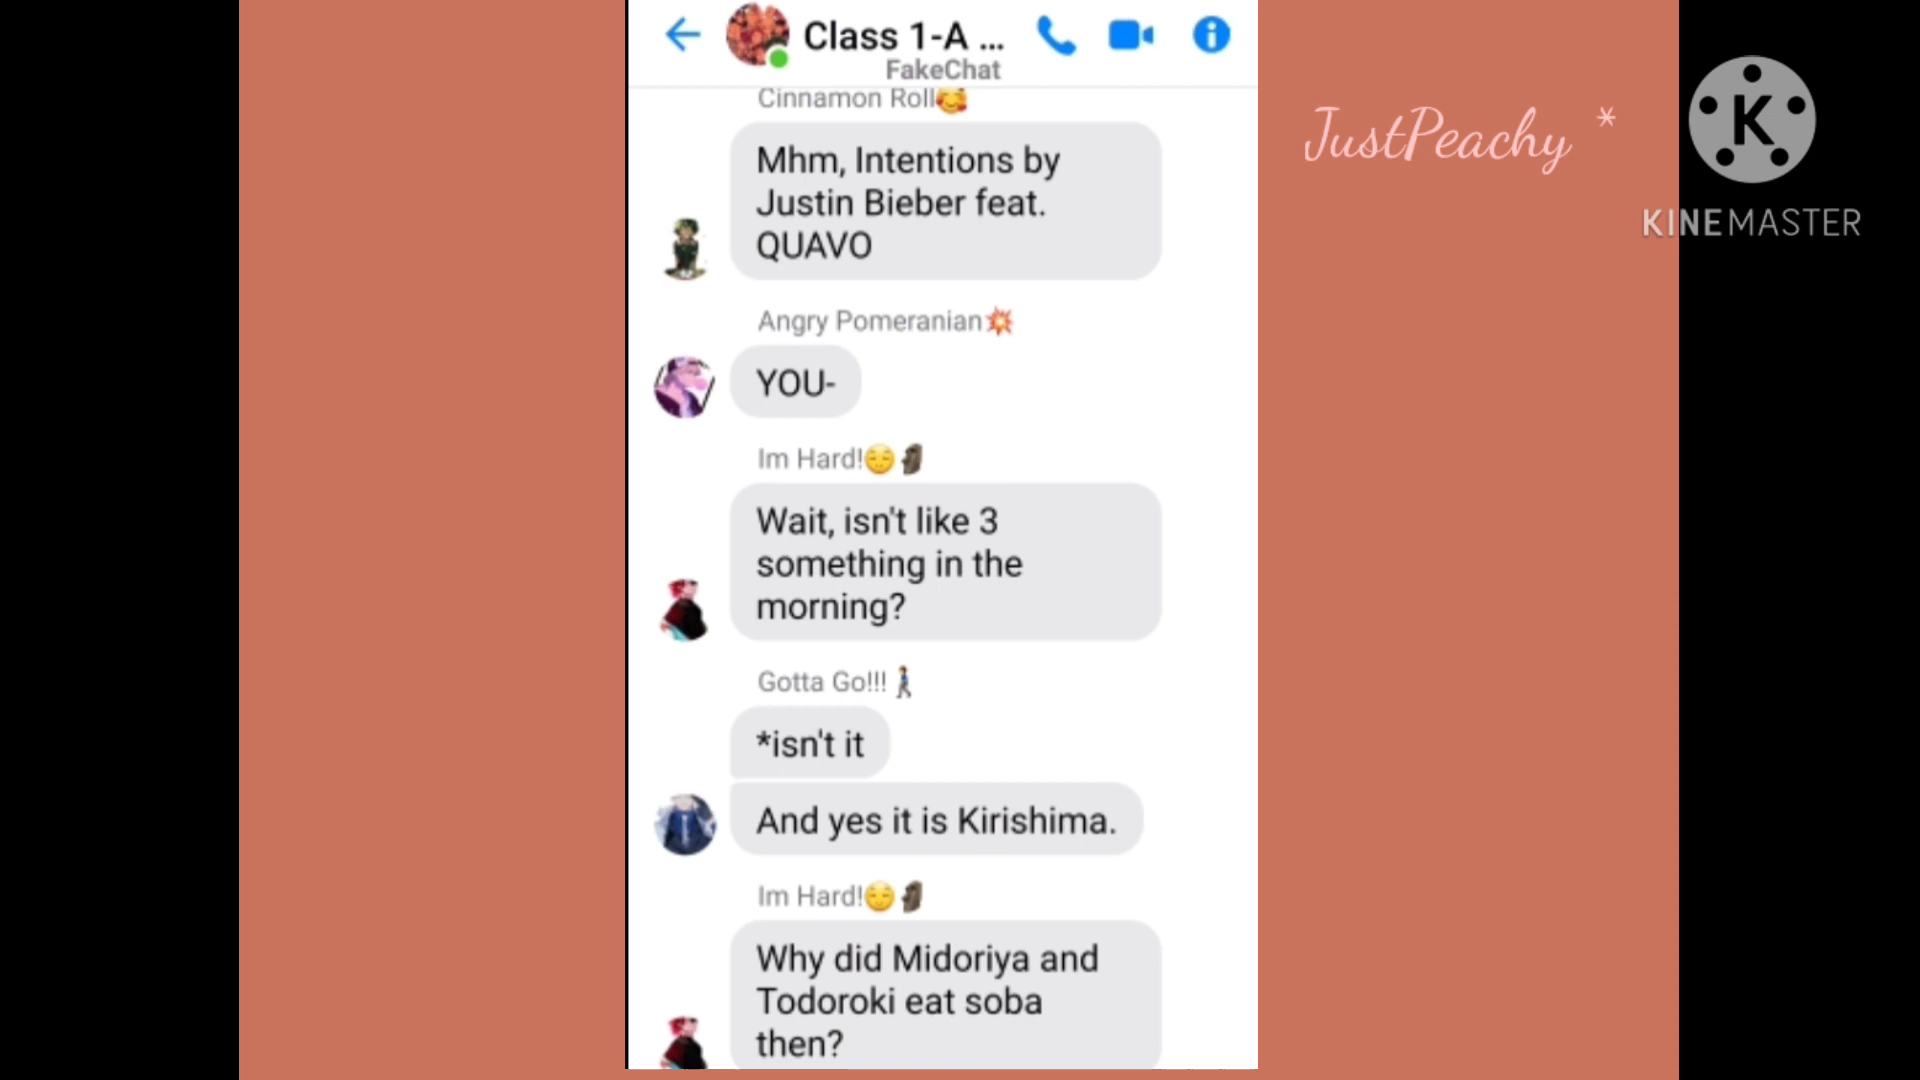 Class 1-A ...
FakeChat
Cinnamon Roll🥰
Mhm, Intentions by
Justin Bieber feat.
QUAVO
Angry Pomeranian💥
YOU-
Im Hard!😌🗿
Wait, isn't like 3
something in the
morning?
Gotta Go!!!🚶
*isn't it
And yes it is Kirishima.
Im Hard!😌🗿
Why did Midoriya and
Todoroki eat soba
then?
JustPeachy *
K
KINEMASTER